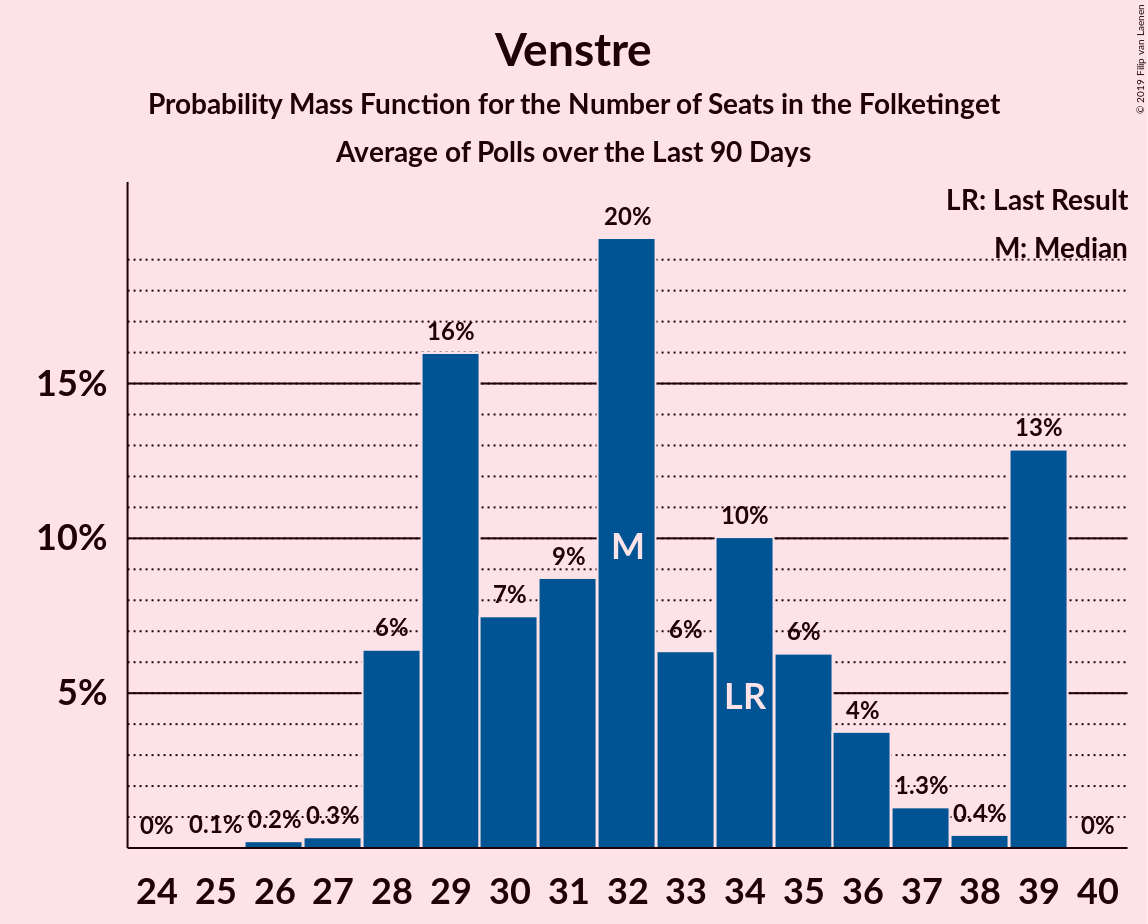 Venstre
Probability Mass Function for the Number of Seats in the Folketinget
Average of Polls over the Last 90 Days
© 2019 Filip van Laenen
LR: Last Result
M: Median
20%
16%
15%
13%
10%
10%
9%
7%
6%
6%
6%
5%
4%
1.3%
0.4%
0.3%
0.2%
0.1%
0%
0%
M
LR
24 25 26 27 28 29 30 31 32 33 34 35 36 37 38 39 40